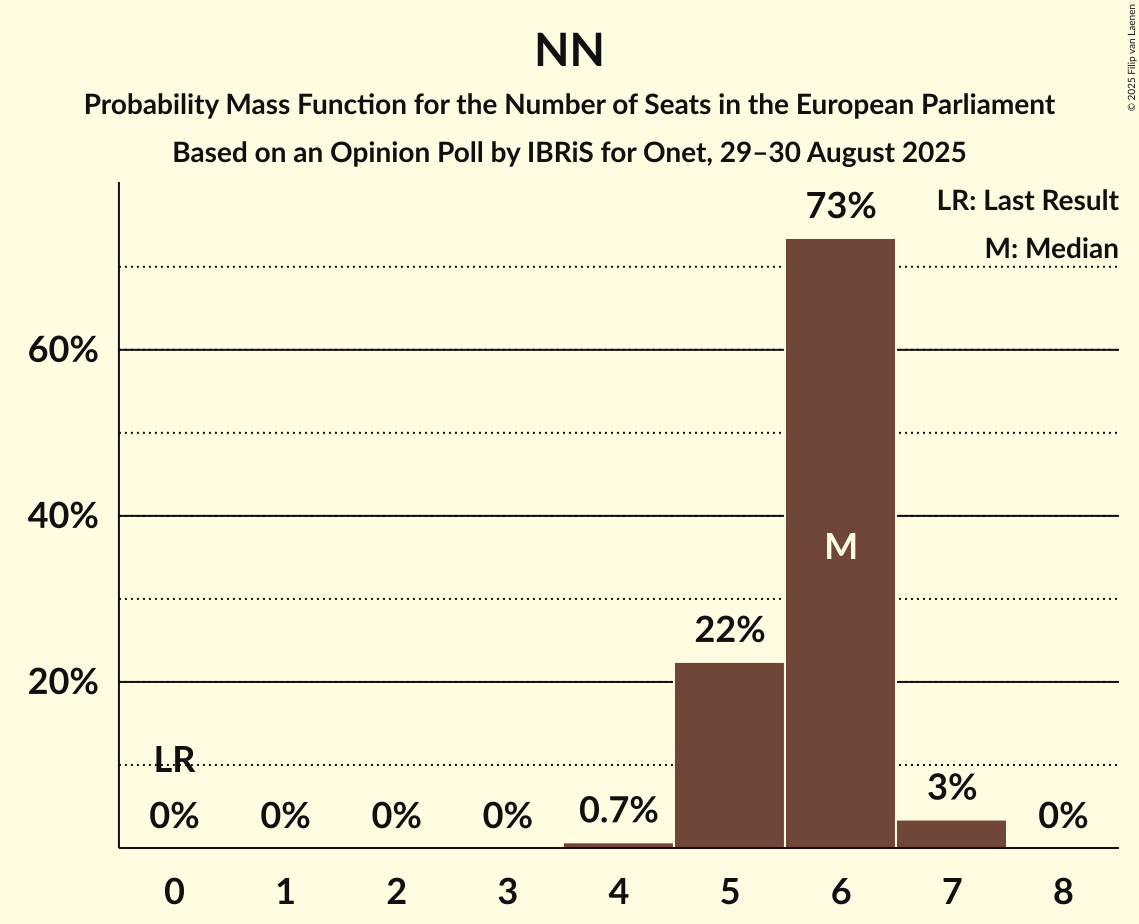 NN
Probability Mass Function for the Number of Seats in the European Parliament
Based on an Opinion Poll by IBRiS for Onet, 29–30 August 2025
© 2025 Filip van Laenen
LR: Last Result
M: Median
73%
60%
40%
M
22%
20%
LR
0%
0%
0%
0%
0.7%
3%
0%
0
1
2
3
4
5
6
7
8